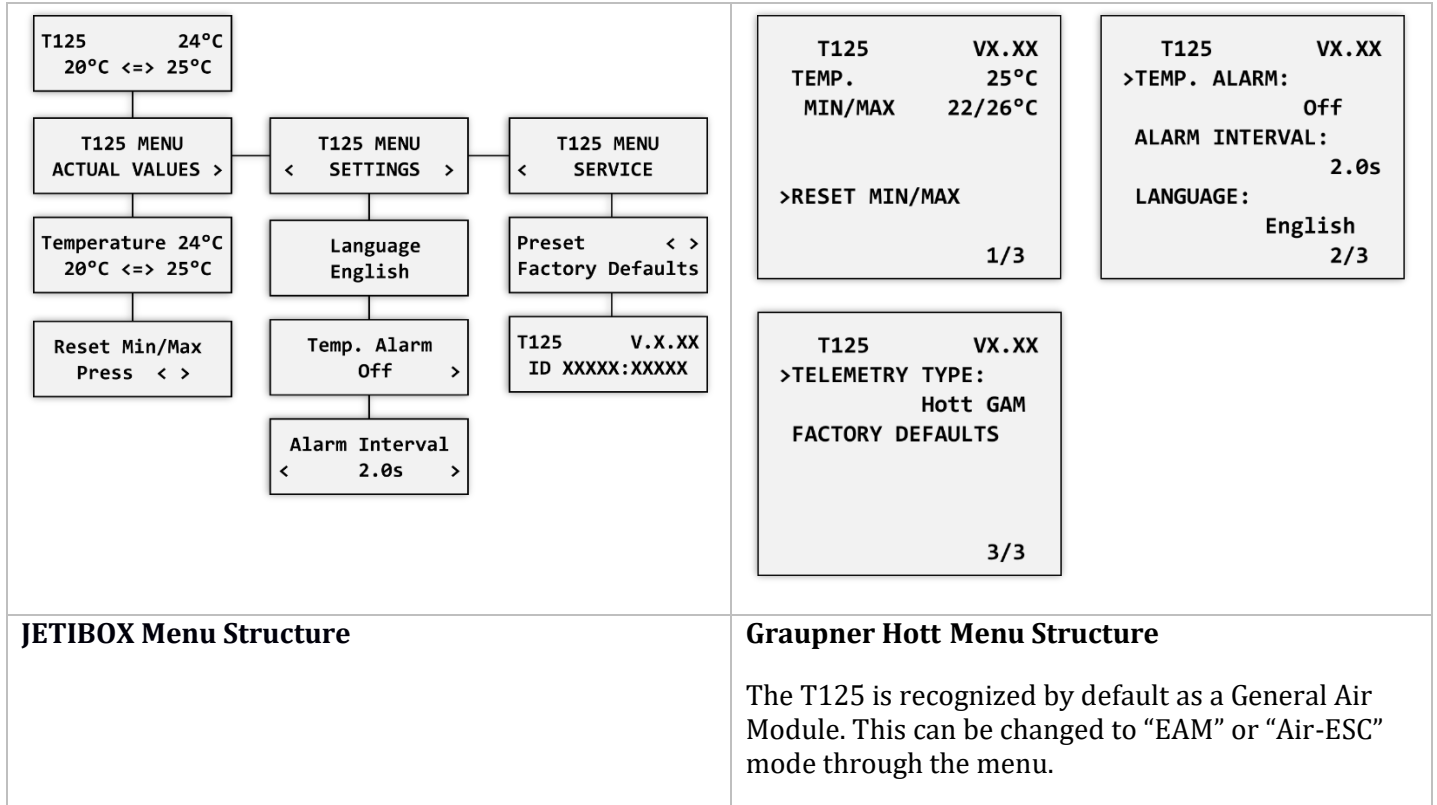 T125 24°C
20°C <=> 25°C
T125 MENU
ACTUAL VALUES >
T125 MENU
< SETTINGS >
T125 MENU
< SERVICE
Temperature 24°C
20°C <=> 25°C
Language
English
Preset < >
Factory Defaults
Reset Min/Max
Press < >
Temp. Alarm
Off >
T125 V.X.XX
ID XXXXX:XXXXX
Alarm Interval
< 2.0s >
T125 VX.XX
TEMP. 25°C
MIN/MAX 22/26°C
>RESET MIN/MAX
1/3
T125 VX.XX
>TEMP. ALARM:
Off
ALARM INTERVAL:
2.0s
LANGUAGE:
English
2/3
T125 VX.XX
>TELEMETRY TYPE:
Hott GAM
FACTORY DEFAULTS
3/3
JETIBOX Menu Structure
Graupner Hott Menu Structure
The T125 is recognized by default as a General Air
Module. This can be changed to “EAM” or “Air-ESC”
mode through the menu.